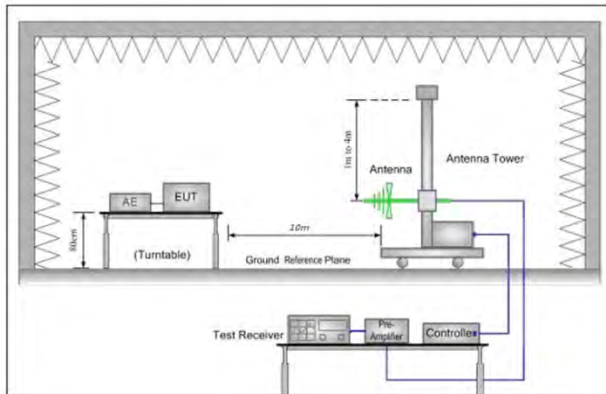 1m to 4m
Antenna
Antenna Tower
AE
EUT
80cm
(Turntable)
10m
Ground Reference Plane
Test Receiver
Pre-
Amplifier
Controller